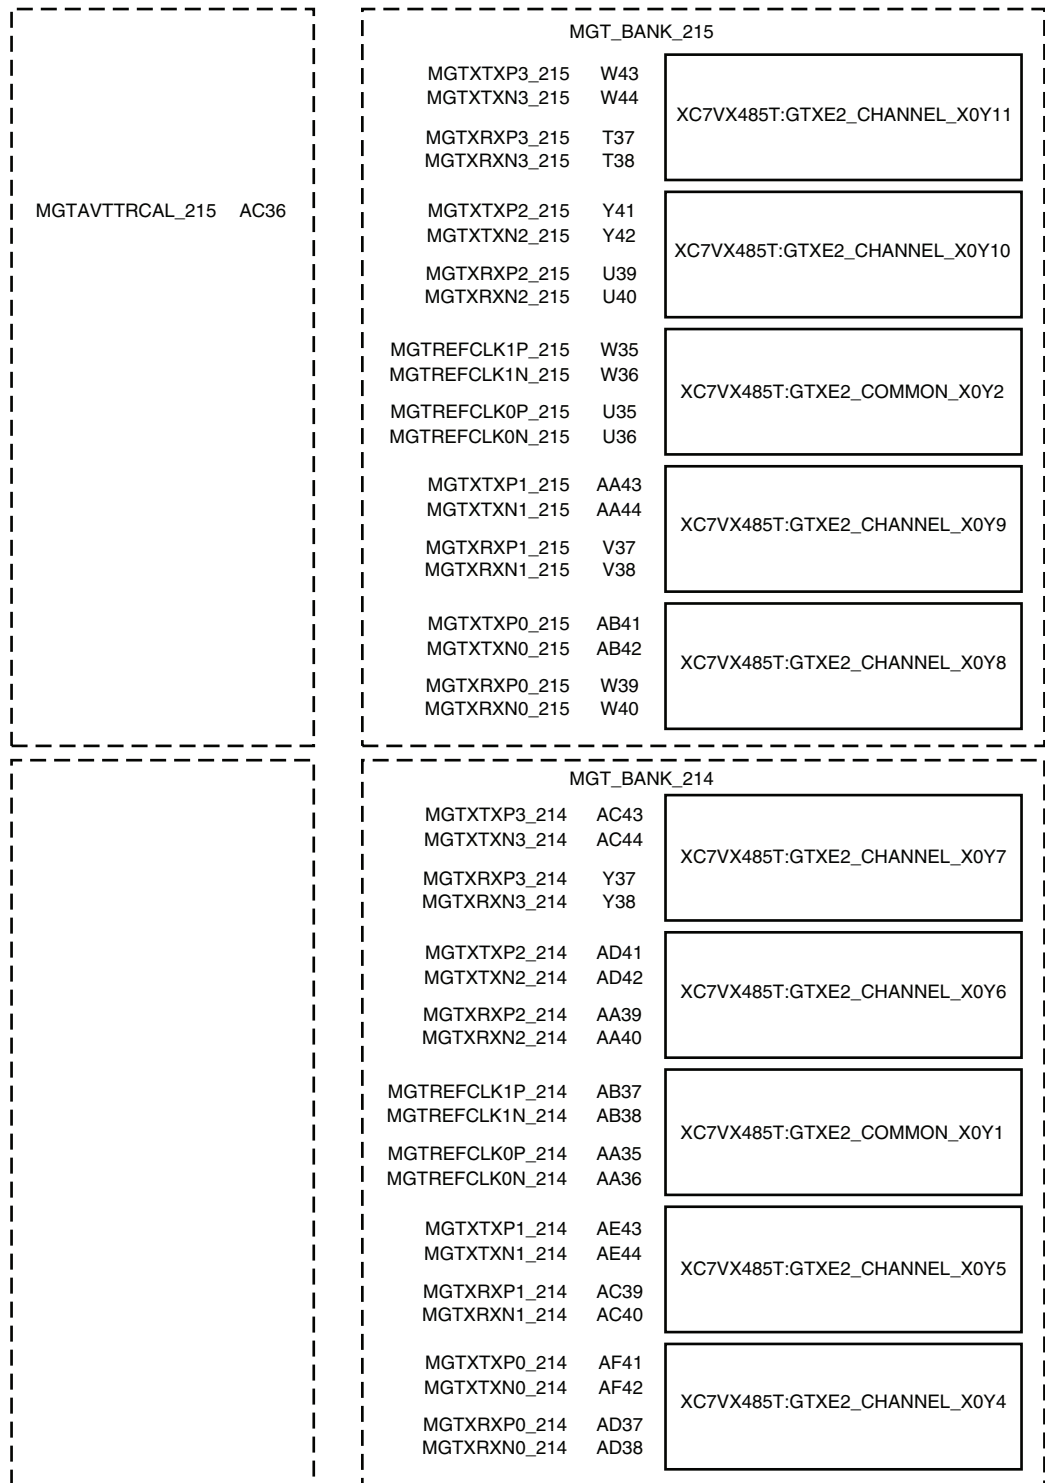 MGT_BANK_215
MGTXTXP3_215 W43
MGTXTXN3_215 W44
XC7VX485T:GTXE2_CHANNEL_X0Y11
MGTXRXP3_215 T37
MGTXRXN3_215 T38
MGTAVTTRCAL_215 AC36
MGTXTXP2_215 Y41
MGTXTXN2_215 Y42
XC7VX485T:GTXE2_CHANNEL_X0Y10
MGTXRXP2_215 U39
MGTXRXN2_215 U40
MGTREFCLK1P_215 W35
MGTREFCLK1N_215 W36
XC7VX485T:GTXE2_COMMON_X0Y2
MGTREFCLK0P_215 U35
MGTREFCLK0N_215 U36
MGTXTXP1_215 AA43
MGTXTXN1_215 AA44
XC7VX485T:GTXE2_CHANNEL_X0Y9
MGTXRXP1_215 V37
MGTXRXN1_215 V38
MGTXTXP0_215 AB41
MGTXTXN0_215 AB42
XC7VX485T:GTXE2_CHANNEL_X0Y8
MGTXRXP0_215 W39
MGTXRXN0_215 W40
MGT_BANK_214
MGTXTXP3_214 AC43
MGTXTXN3_214 AC44
XC7VX485T:GTXE2_CHANNEL_X0Y7
MGTXRXP3_214 Y37
MGTXRXN3_214 Y38
MGTXTXP2_214 AD41
MGTXTXN2_214 AD42
XC7VX485T:GTXE2_CHANNEL_X0Y6
MGTXRXP2_214 AA39
MGTXRXN2_214 AA40
MGTREFCLK1P_214 AB37
MGTREFCLK1N_214 AB38
XC7VX485T:GTXE2_COMMON_X0Y1
MGTREFCLK0P_214 AA35
MGTREFCLK0N_214 AA36
MGTXTXP1_214 AE43
MGTXTXN1_214 AE44
XC7VX485T:GTXE2_CHANNEL_X0Y5
MGTXRXP1_214 AC39
MGTXRXN1_214 AC40
MGTXTXP0_214 AF41
MGTXTXN0_214 AF42
XC7VX485T:GTXE2_CHANNEL_X0Y4
MGTXRXP0_214 AD37
MGTXRXN0_214 AD38